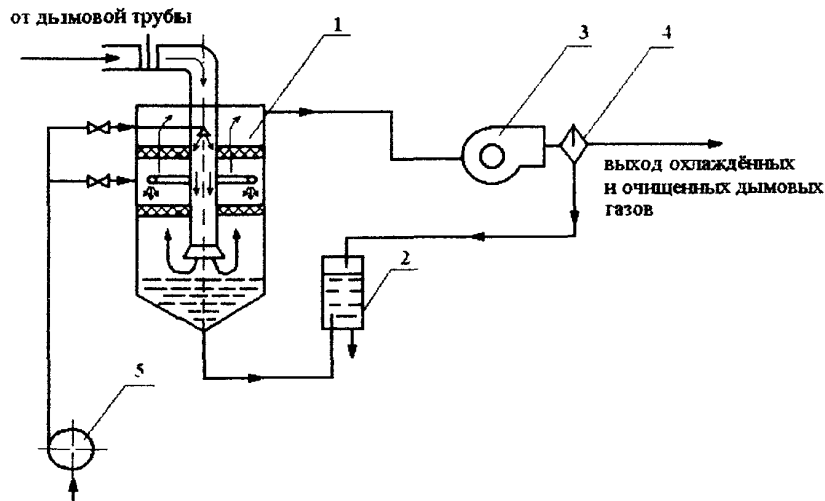 от дымовой трубы
1
3
4
выход охлаждённых
и очищенных дымовых
газов
2
5